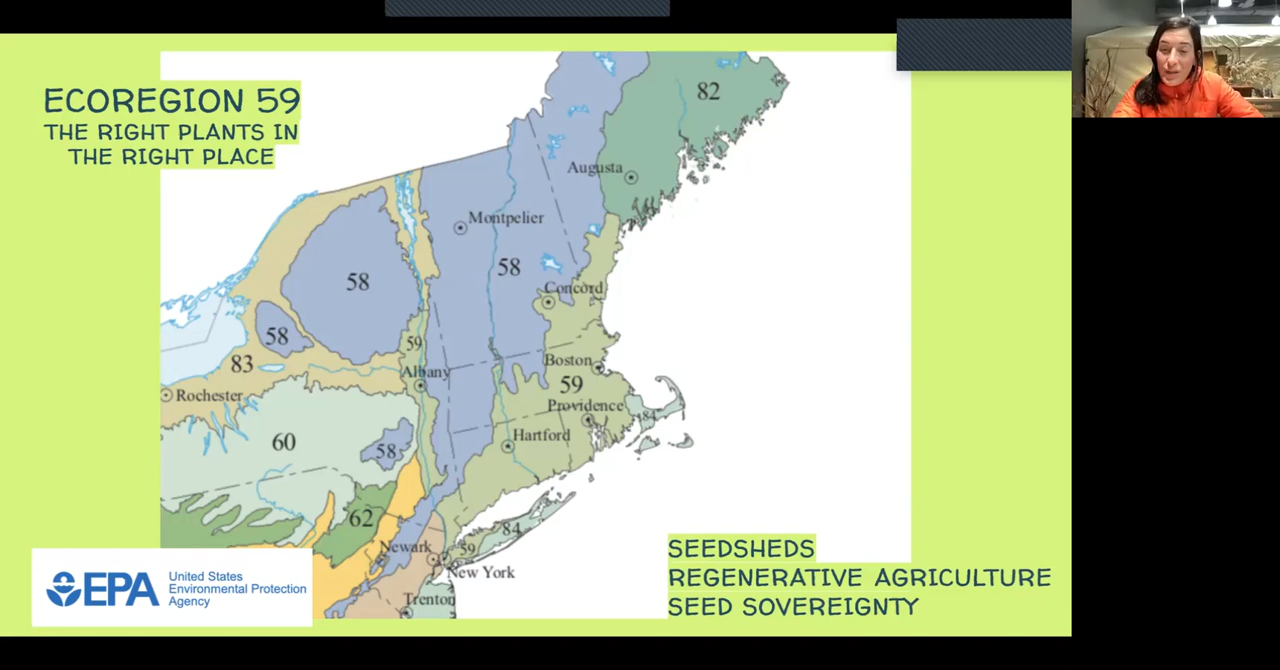 ECOREGION 59
THE RIGHT PLANTS IN
THE RIGHT PLACE
82
Augusta
Montpelier
58
58
Concord
58
59
83
Albany
Boston
59
Rochester
Providence
84
60
Hartford
58
62
84
Newark
59
New York
Trenton
EPA
United States
Environmental Protection
Agency
SEEDSHEDS
REGENERATIVE AGRICULTURE
SEED SOVEREIGNTY